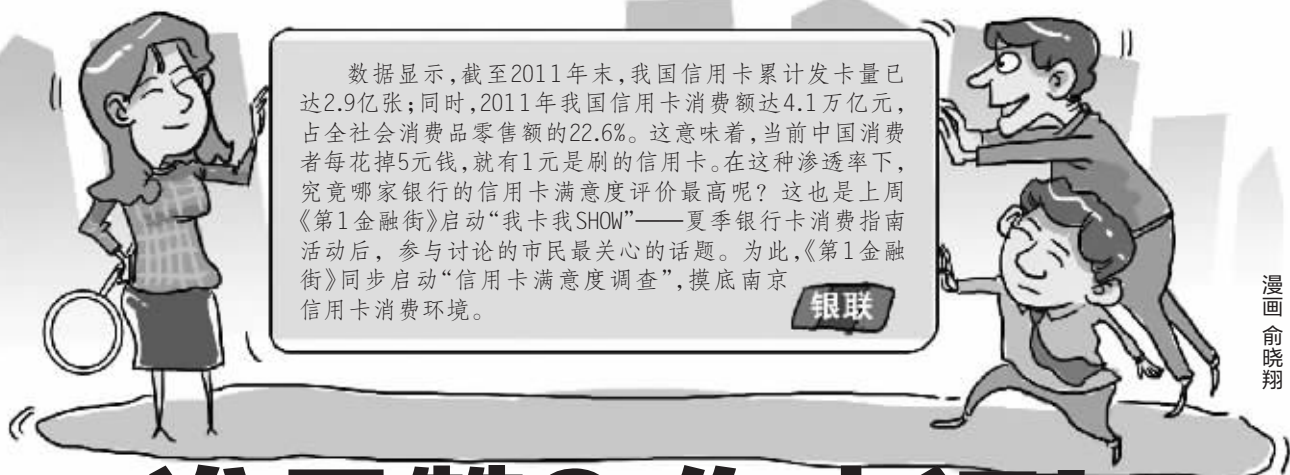 数据显示,截至2011年末,我国信用卡累计发卡量已
达2.9亿张;同时,2011年我国信用卡消费额达4.1万亿元,
占全社会消费品零售额的22.6%。这意味着,当前中国消费
者每花掉5元钱,就有1元是刷的信用卡。在这种渗透率下,
究竟哪家银行的信用卡满意度评价最高呢？这也是上周
《第1金融街》启动“我卡我SHOW”——夏季银行卡消费指南
活动后，参与讨论的市民最关心的话题。为此,《第1金融
街》同步启动“信用卡满意度调查”,摸底南京
信用卡消费环境。
银联
漫画 俞晓翔